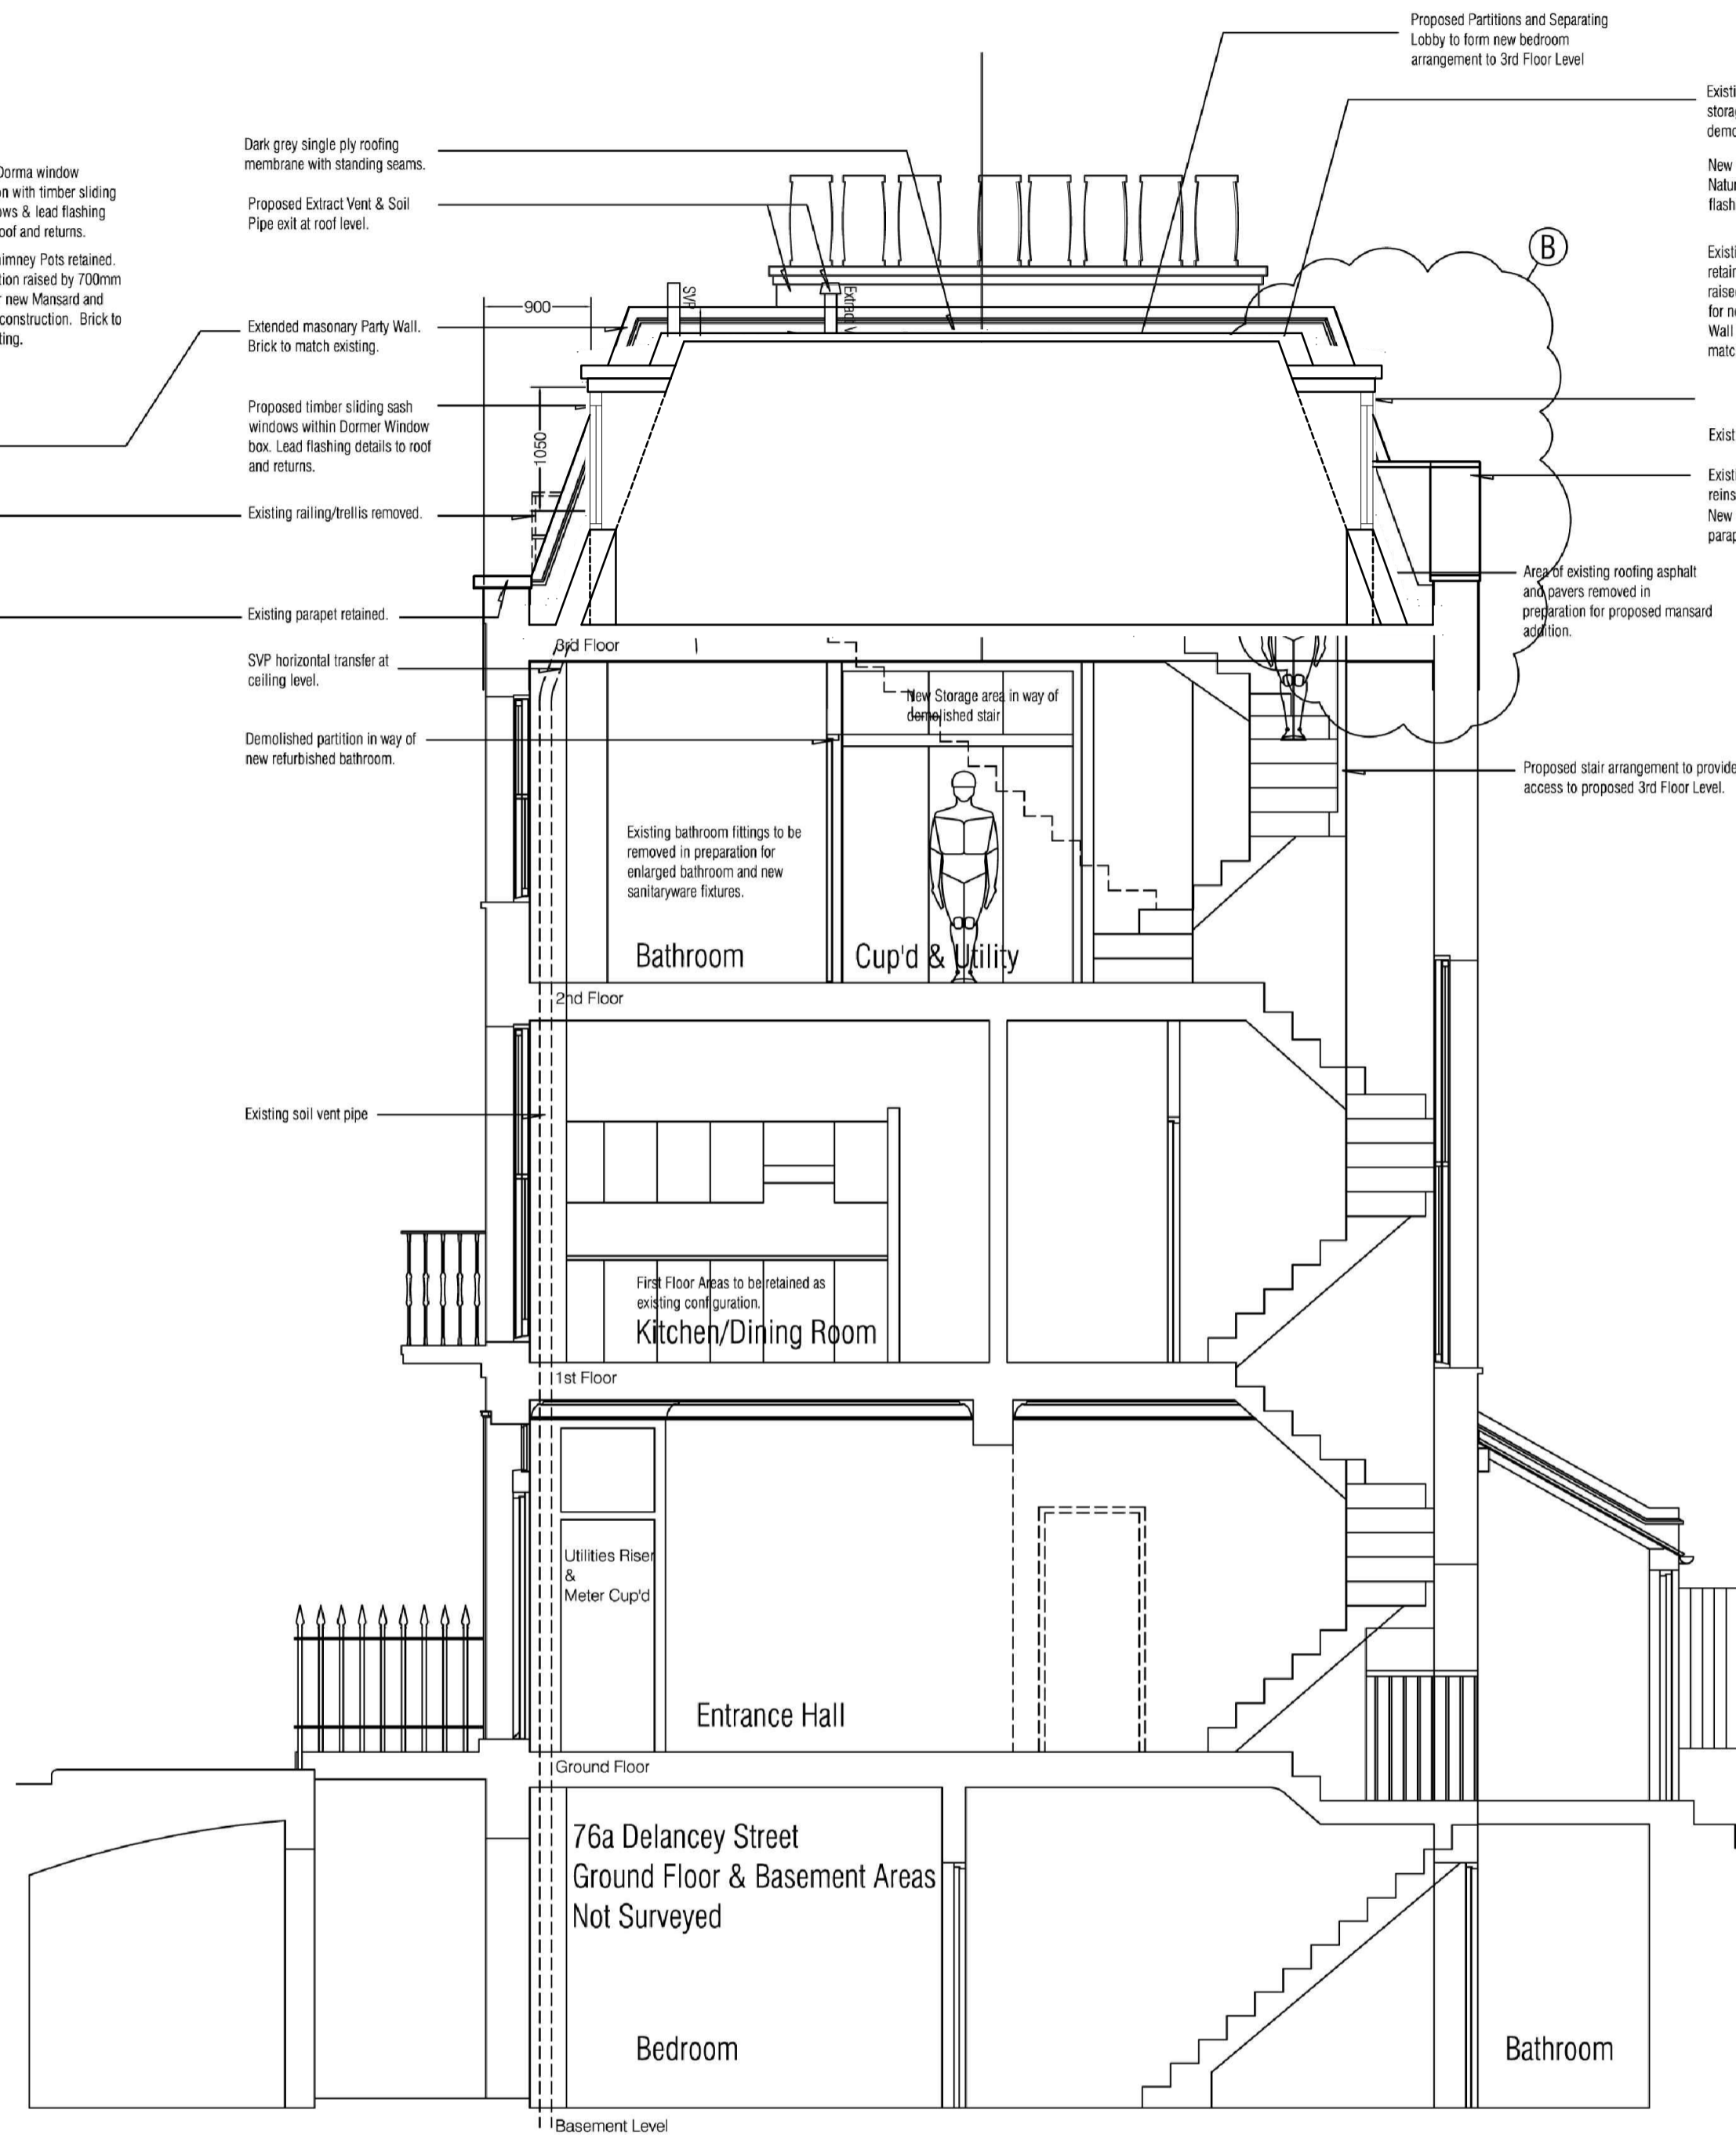 Proposed Partitions and Separating
Lobby to form new bedroom
arrangement to 3rd Floor Level
Dorma window
with timber sliding
& lead flashing
and returns.
Chimney Pots retained.
raised by 700mm
new Mansard and
construction. Brick to
Dark grey single ply roofing
membrane with standing seams.
Proposed Extract Vent & Soil
Pipe exit at roof level.
Extended masonary Party Wall.
Brick to match existing.
Proposed timber sliding sash
windows within Dormer Window
box. Lead flashing details to roof
and returns.
Existing railing/trellis removed.
Existing parapet retained.
SVP horizontal transfer at
ceiling level.
Demolished partition in way of
new refurbished bathroom.
Existing soil vent pipe
900
1050
SVP
Extract V
B
New
for
Wall
New
Area of existing roofing asphalt
and pavers removed in
preparation for proposed mansard
addition.
Proposed stair arrangement to provide
access to proposed 3rd Floor Level.
3rd Floor
New Storage area in way of
demolished stair
Existing bathroom fittings to be
removed in preparation for
enlarged bathroom and new
sanitaryware fixtures.
Bathroom
Cup'd & Utility
2nd Floor
First Floor Areas to be retained as
existing configuration.
Kitchen/Dining Room
1st Floor
Utilities Riser
&
Meter Cup'd
Entrance Hall
Ground Floor
76a Delancey Street
Ground Floor & Basement Areas
Not Surveyed
Bedroom
Bathroom
Basement Level